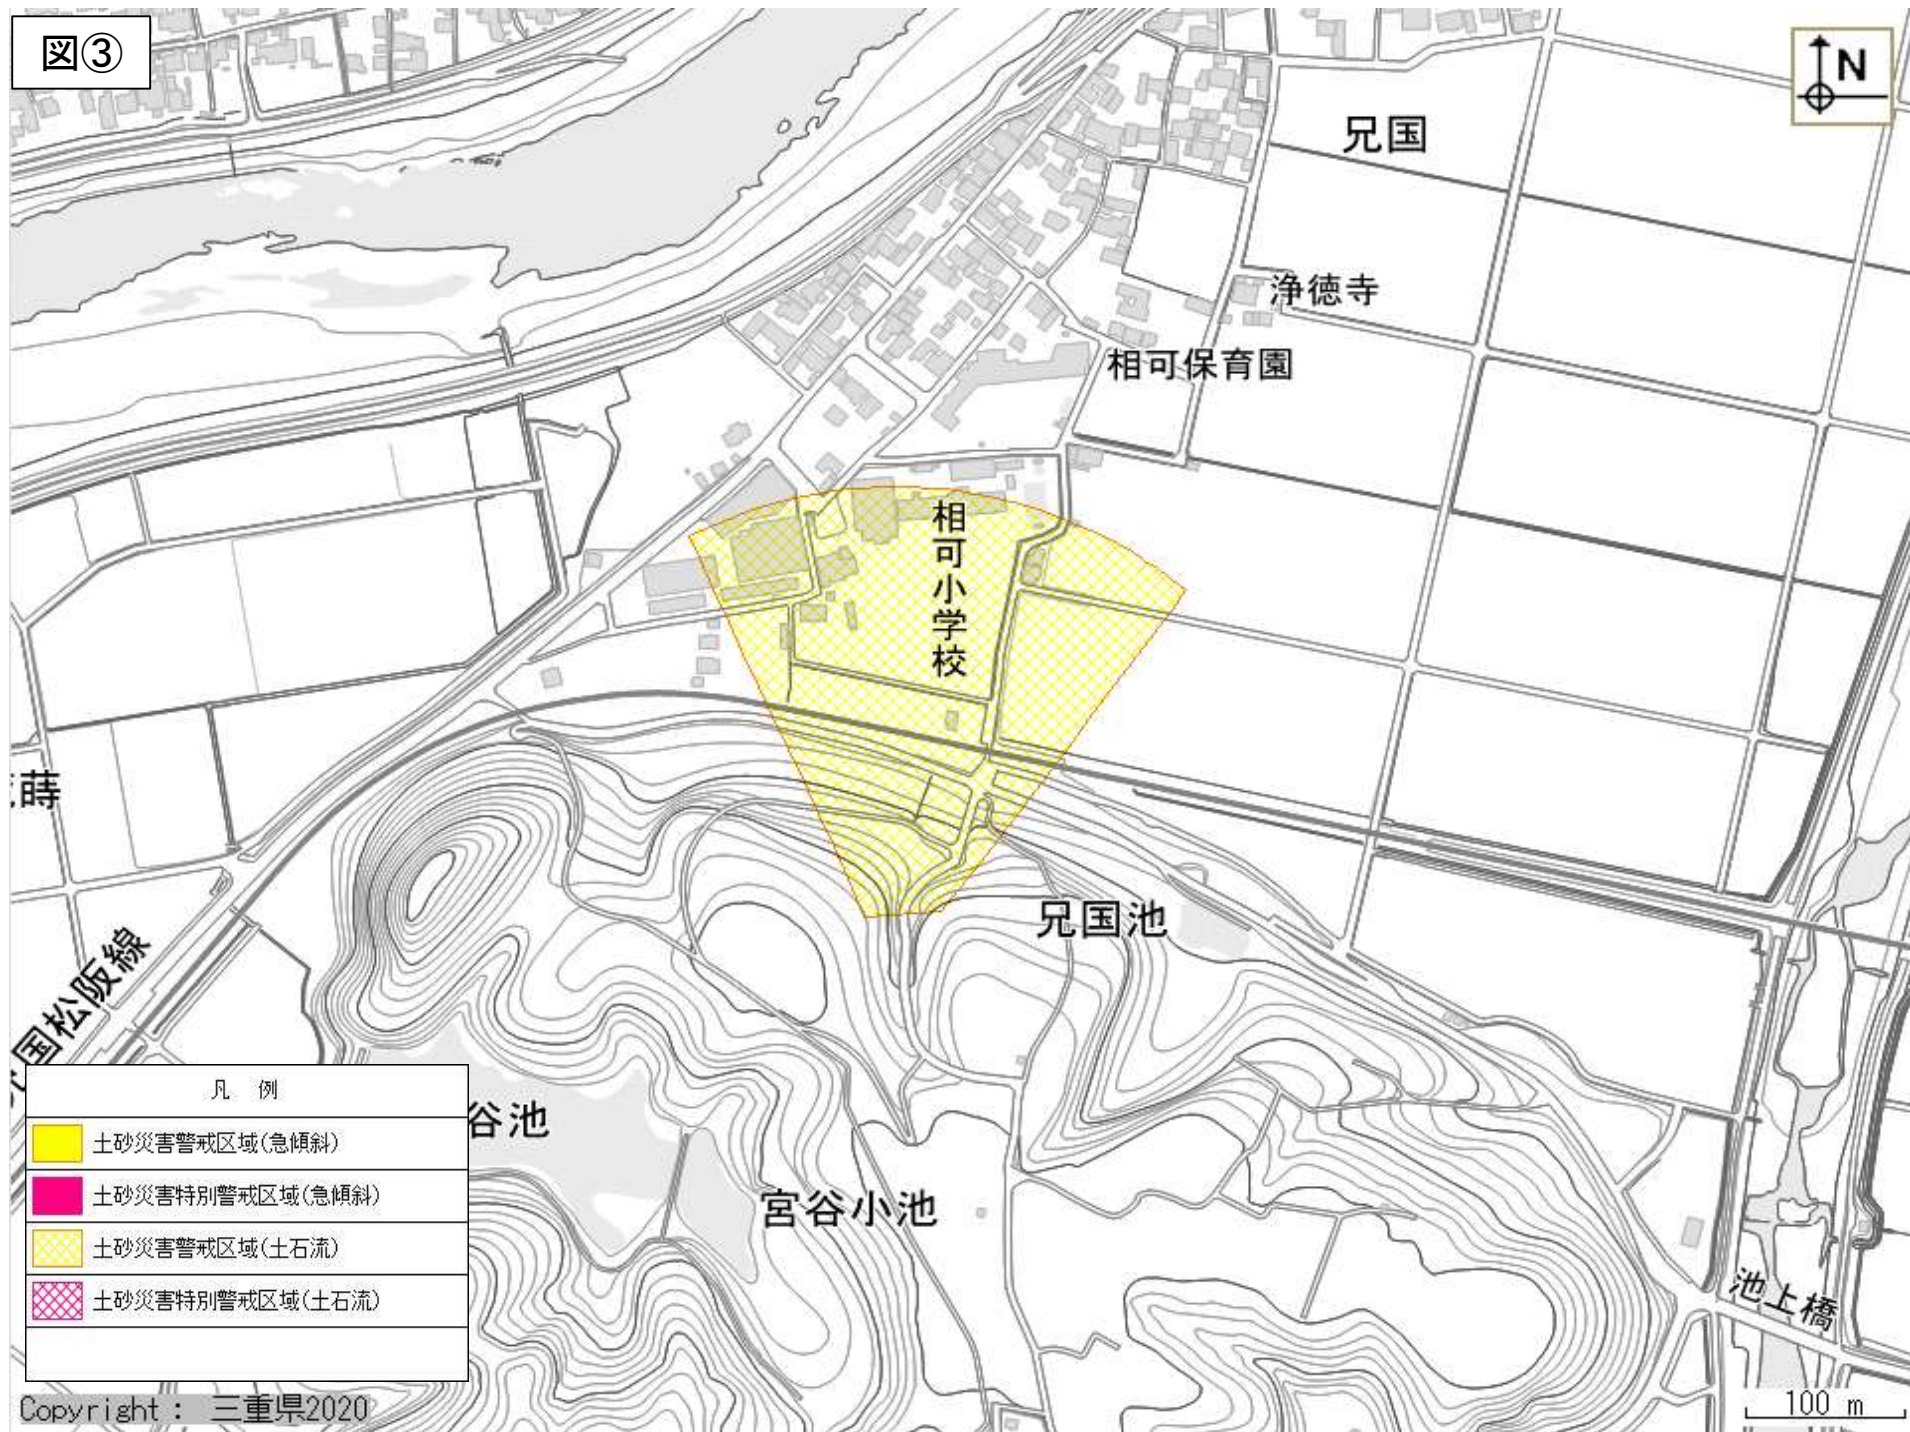 図③
N
兄国
浄徳寺
相可保育園
相可小学校
蒔
兄国池
国松阪線
谷池
宮谷小池
池上橋
凡 例
土砂災害警戒区域(急傾斜)
土砂災害特別警戒区域(急傾斜)
土砂災害警戒区域(土石流)
土砂災害特別警戒区域(土石流)
Copyright : 三重県2020
100 m